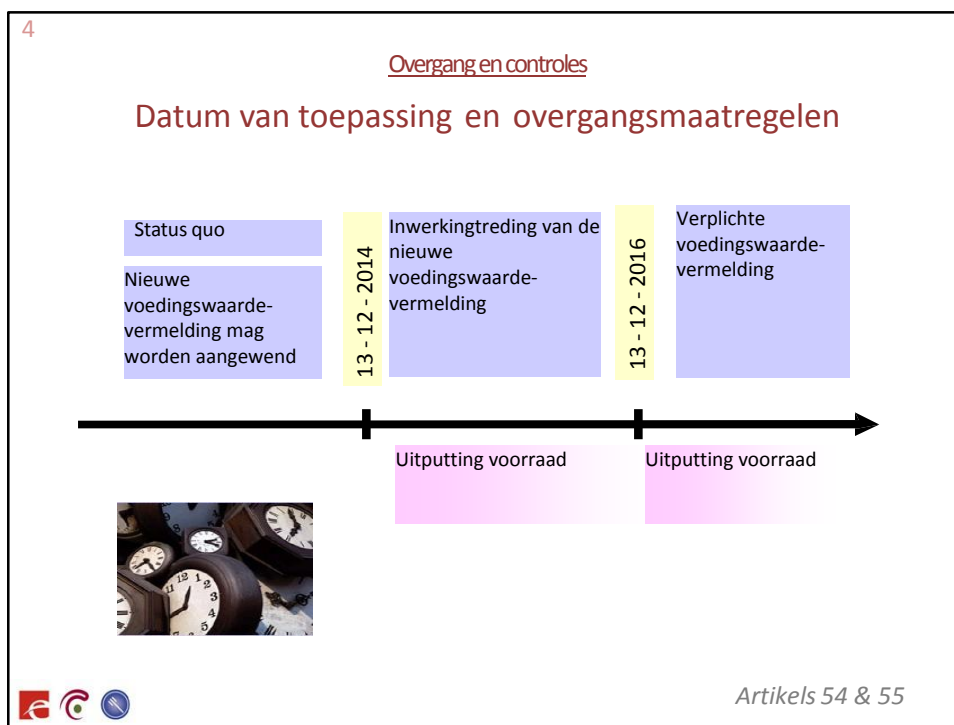 4
Overgang en controles
Datum van toepassing en overgangsmaatregelen
Status quo
Nieuwe
voedingswaarde-
vermelding mag
worden aangewend
13 - 12 - 2014
Inwerkingtreding van de
nieuwe
voedingswaarde-
vermelding
13 - 12 - 2016
Verplichte
voedingswaarde-
vermelding
Uitputting voorraad
Uitputting voorraad
Artikels 54 & 55